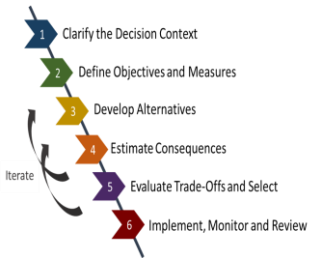 1 Clarify the Decision Context
2 Define Objectives and Measures
3 Develop Alternatives
4 Estimate Consequences
Iterate
5 Evaluate Trade-Offs and Select
6 Implement, Monitor and Review